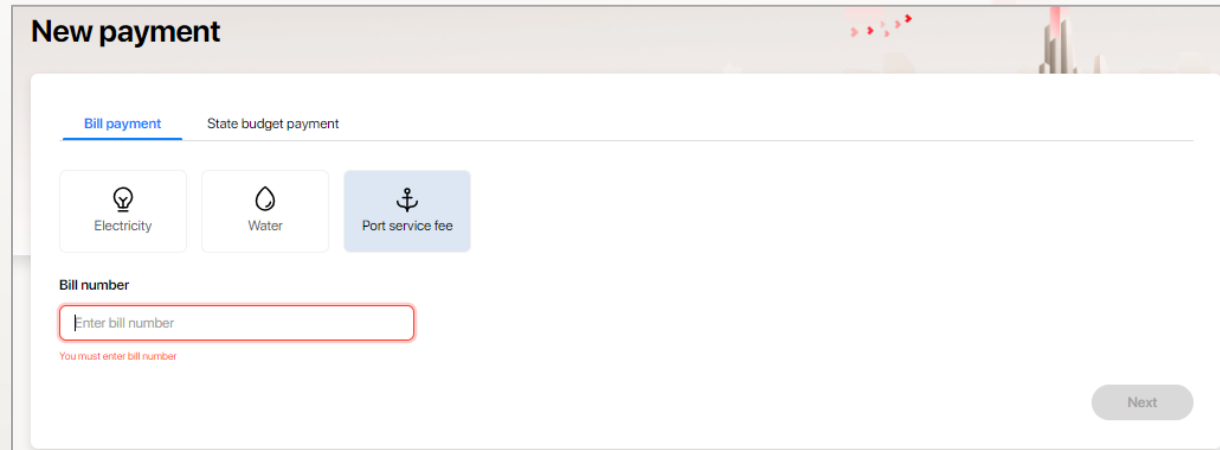 New payment
Bill payment State budget payment
Electricity Water Port service fee
Bill number
Enter bill number
You must enter bill number
Next